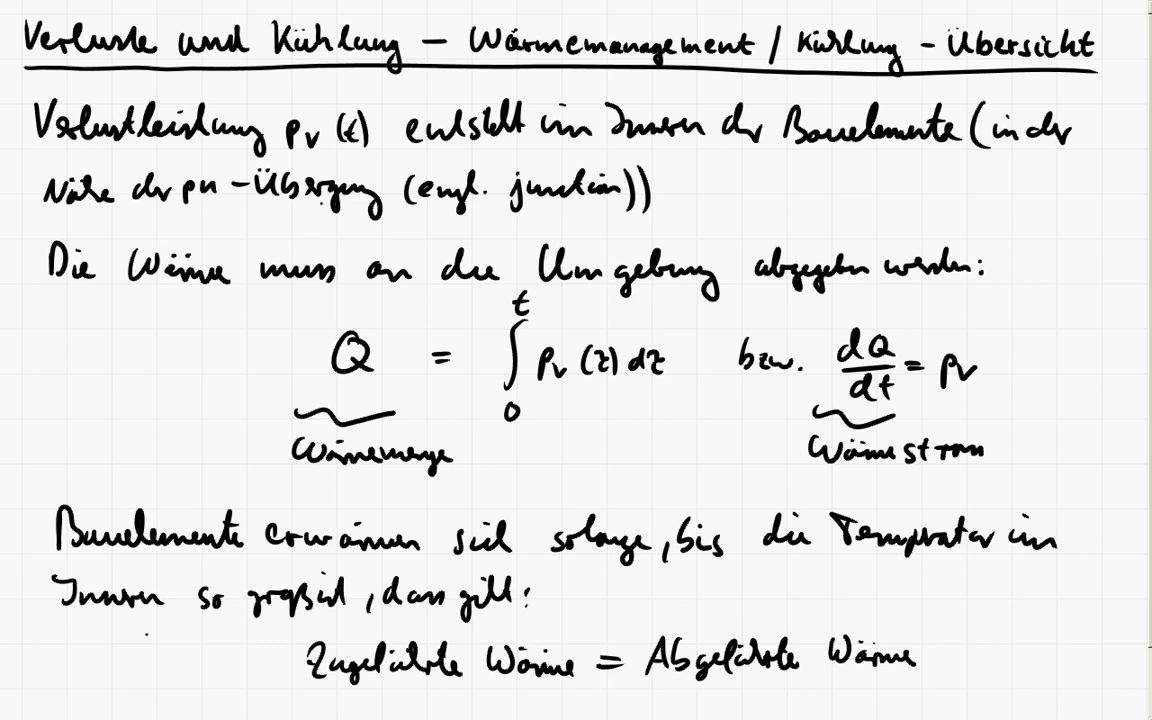 Verluste und Kühlung – Wärmemanagement / Kühlung - Übersicht
Verlustleistung pᵥ(t) entsteht im Innern der Bauelemente (in der
Nähe der pn-Übergang (engl. junction))
Die Wärme muss an die Umgebung abgegeben werden:
Q = ∫₀ᵗ pᵥ(τ) dτ bzw. dQ/dt = pᵥ
Wärmemenge Wärmestrom
Bauelemente erwärmen sich solange, bis die Temperatur im
Innern so groß ist, dass gilt:
Zugeführte Wärme = Abgeführte Wärme